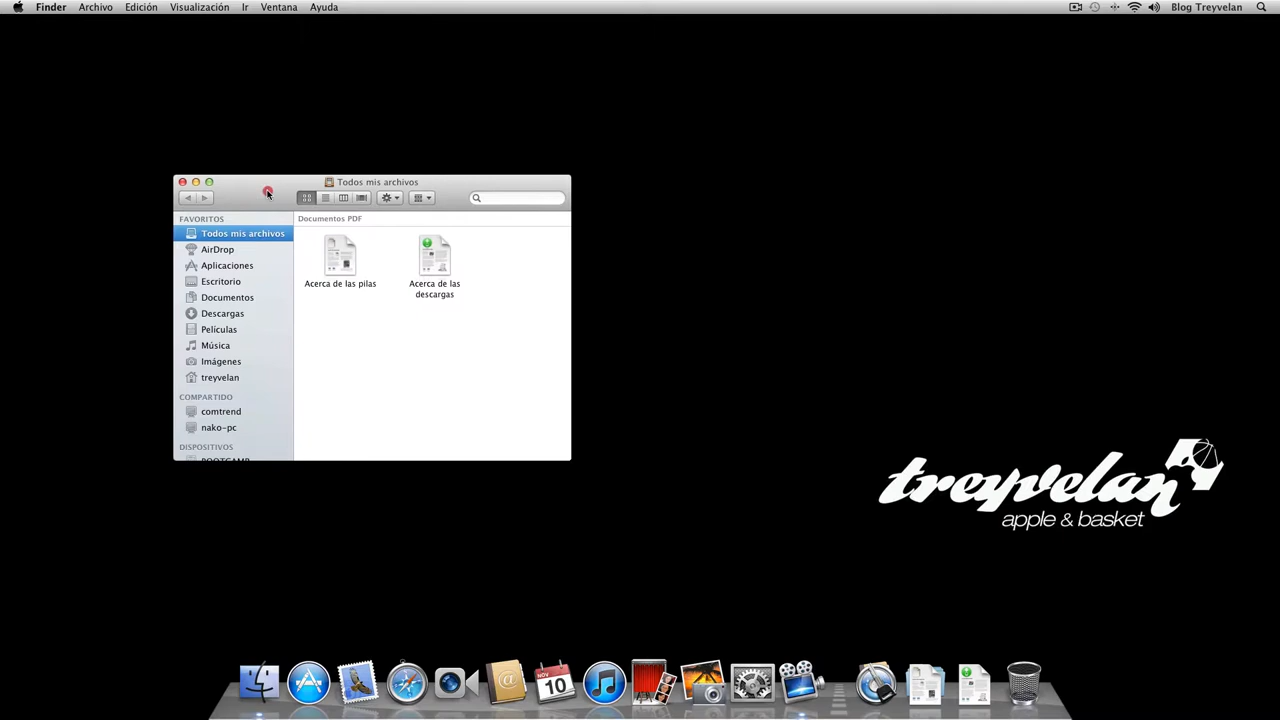 Finder Archivo Edición Visualización Ir Ventana Ayuda Blog Treyvelan
Todos mis archivos
FAVORITOS
Todos mis archivos
AirDrop
Aplicaciones
Escritorio
Documentos
Descargas
Películas
Música
Imágenes
treyvelan
COMPARTIDO
comtrend
nako-pc
DISPOSITIVOS
BOOTCAMP
Documentos PDF
Acerca de las pilas
Acerca de las
descargas
treyvelan
apple & basket
NOV
10